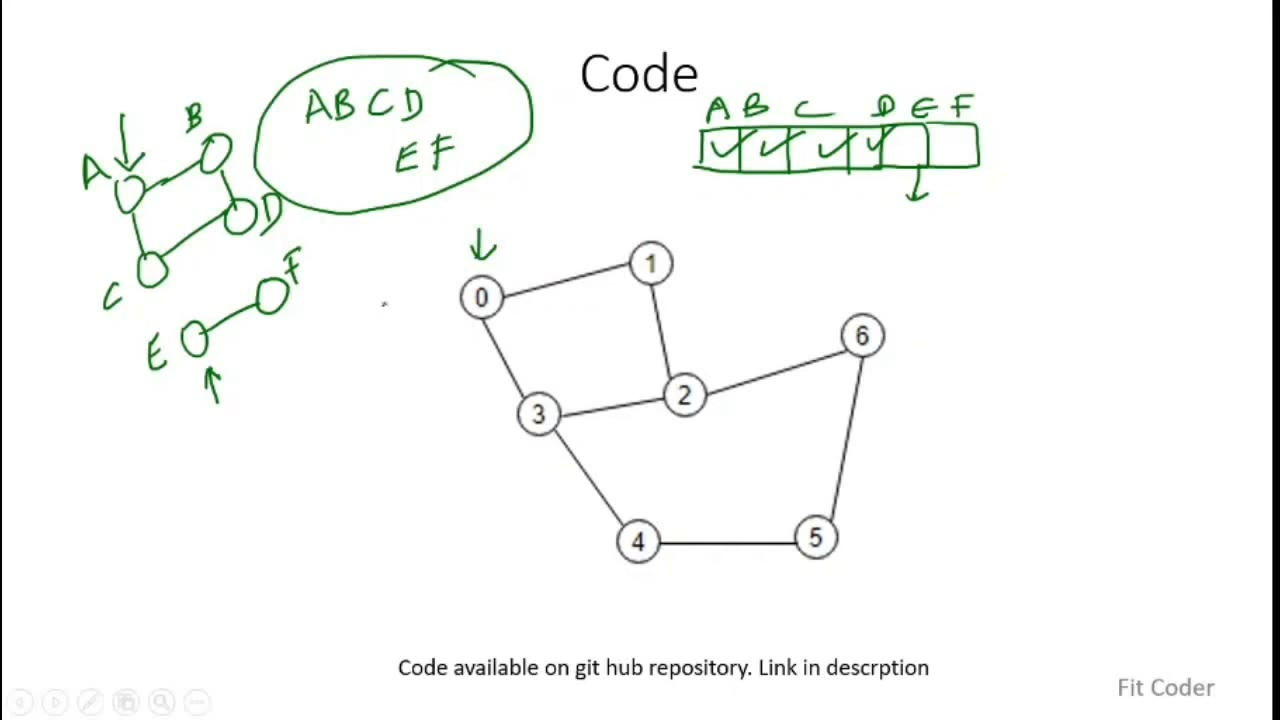 Code
A B C D E F
A B C D
E F
B
A
D
C
F
E
0
1
2
3
4
5
6
Code available on git hub repository. Link in descrption
Fit Coder